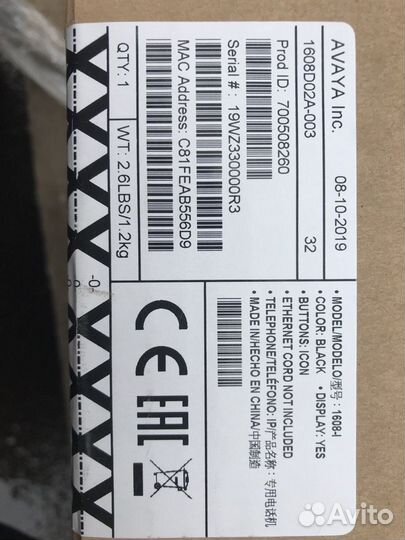 AVAYA Inc. 08-10-2019
1608D02A-003 32
Prod ID: 700508260
Serial #: 19WZ330000R3
MAC Address: C81FEAB556D9
QTY: 1 WT: 2.6LBS/1.2kg
• MODEL/MODELO/型号: 1608-I
• COLOR: BLACK • DISPLAY: YES
• BUTTONS: ICON
• ETHERNET CORD NOT INCLUDED
• TELEPHONE/TELÉFONO: IP/产品名称: 专用电话机
• MADE IN/HECHO EN CHINA/中国制造
CE
EAC
Avito